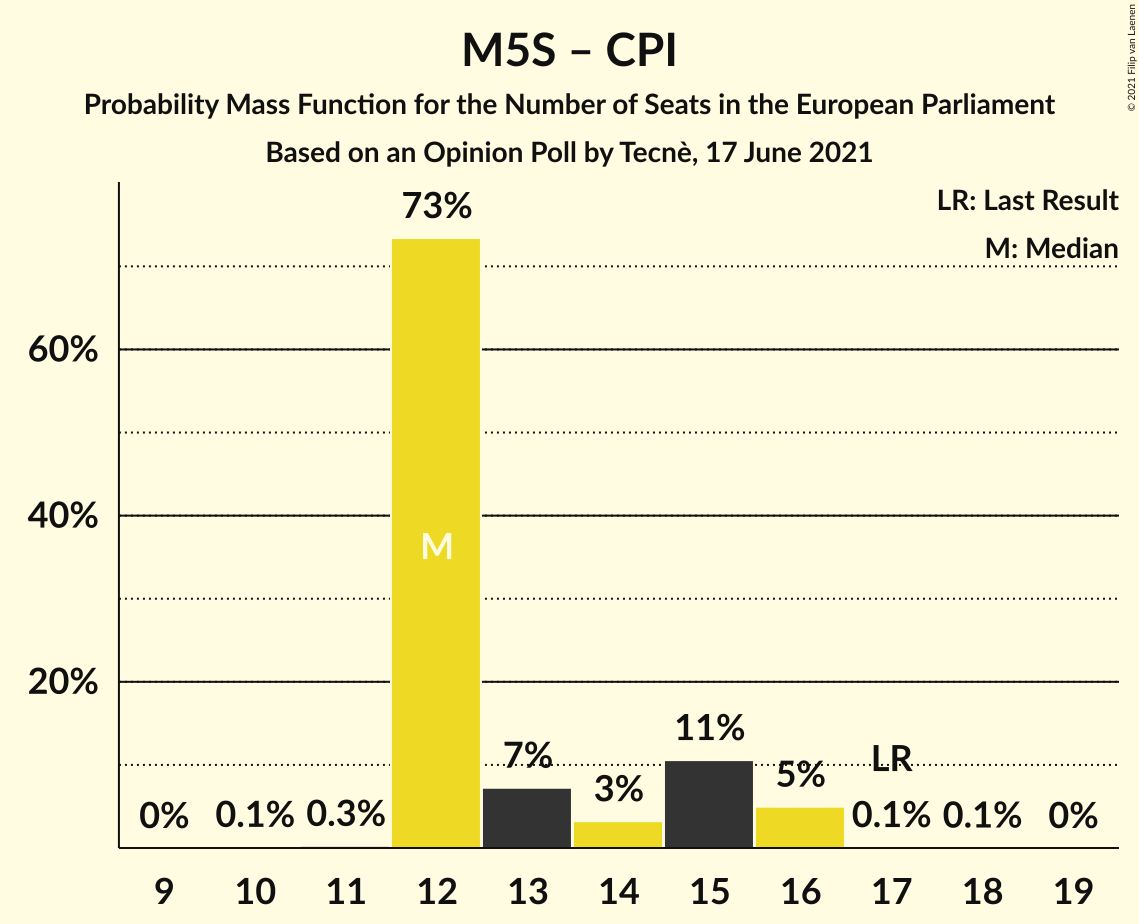 M5S – CPI
Probability Mass Function for the Number of Seats in the European Parliament
Based on an Opinion Poll by Tecnè, 17 June 2021
© 2021 Filip van Laenen
LR: Last Result
M: Median
73%
60%
40%
20%
M
0%
0.1%
0.3%
7%
3%
11%
5%
LR
0.1%
0.1%
0%
9 10 11 12 13 14 15 16 17 18 19